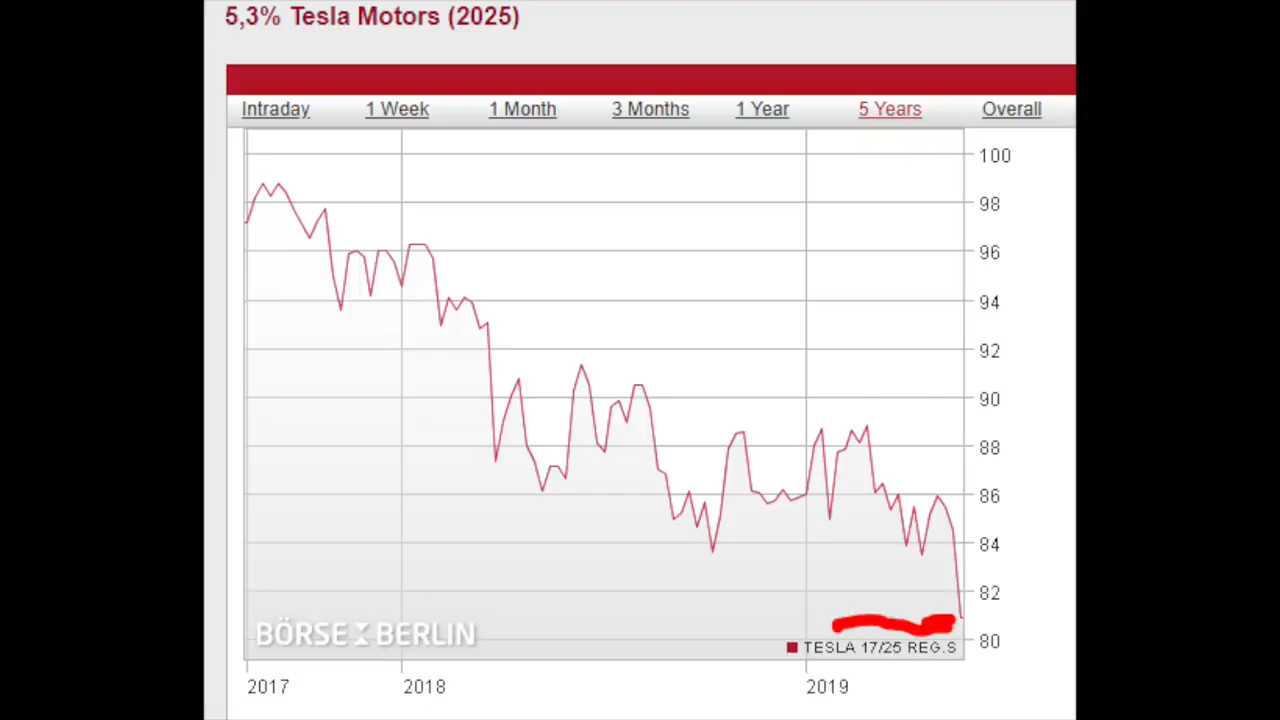 5,3% Tesla Motors (2025)
Intraday 1 Week 1 Month 3 Months 1 Year 5 Years Overall
100
98
96
94
92
90
88
86
84
82
80
BÖRSE BERLIN
TESLA 17/25 REG.S
2017 2018 2019